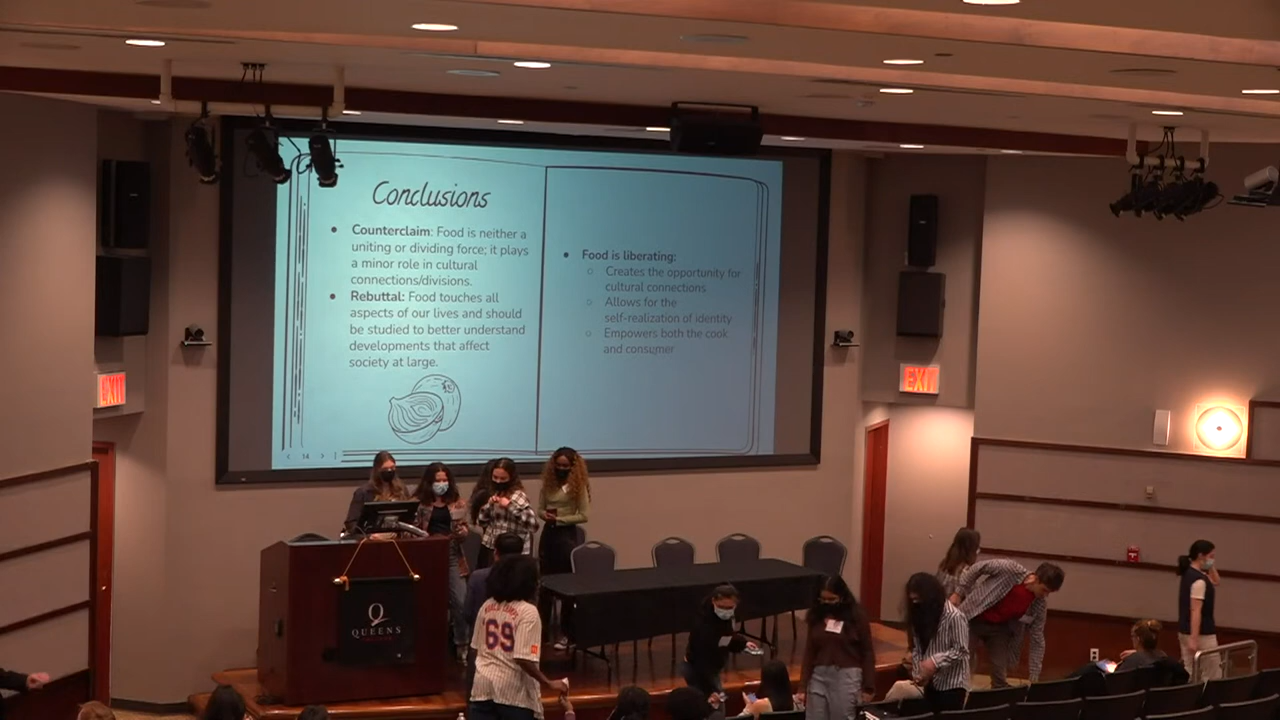 Conclusions
Counterclaim: Food is neither a
uniting or dividing force; it plays
a minor role in cultural
connections/divisions.
Rebuttal: Food touches all
aspects of our lives and should
be studied to better understand
developments that affect
society at large.
14
Food is liberating:
Creates the opportunity for
cultural connections
Allows for the
self-realization of identity
Empowers both the cook
and consumer
EXIT
EXIT
Q
QUEENS
69